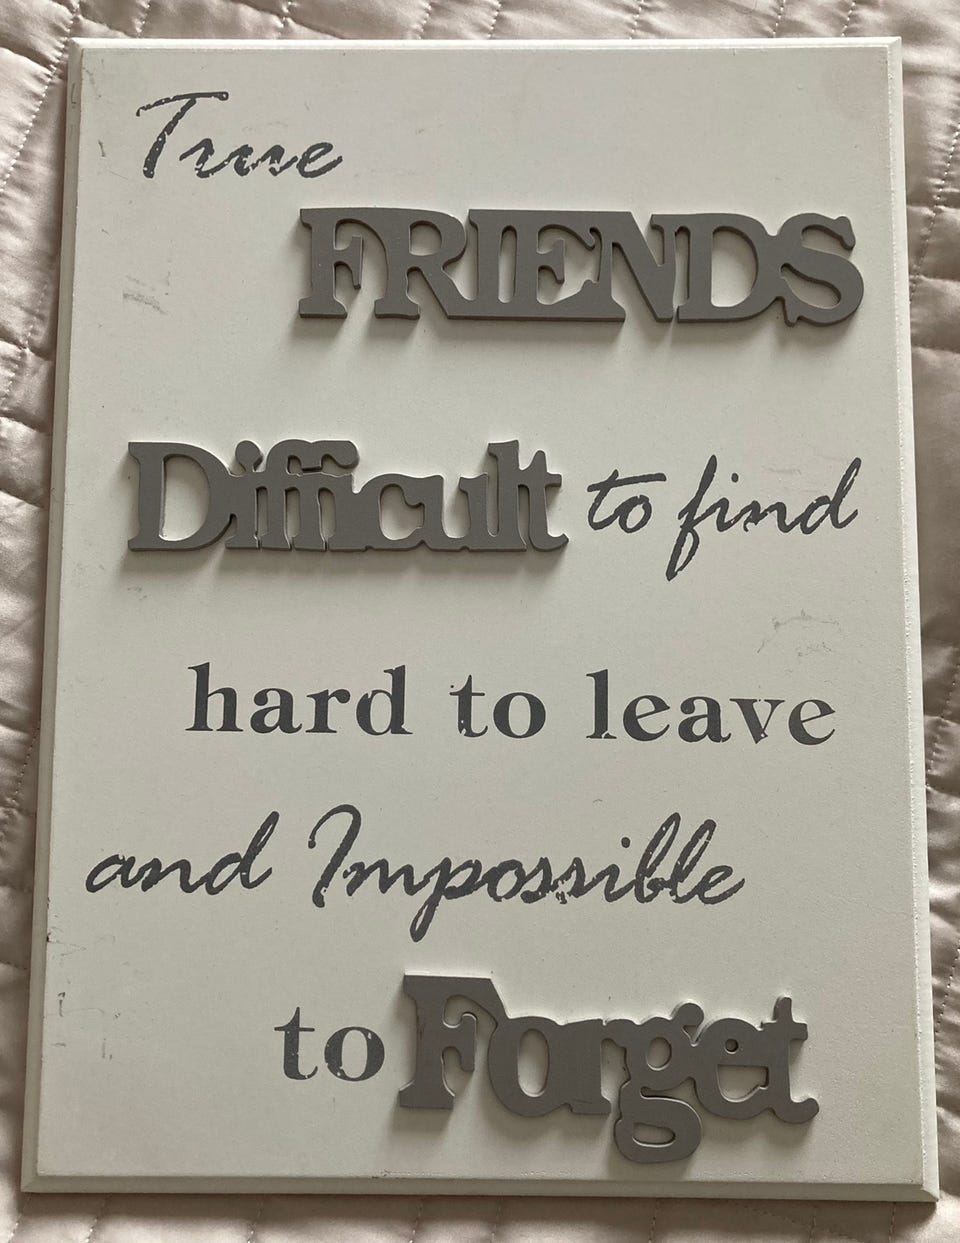 True
FRIENDS
Difficult to find
hard to leave
and Impossible
to Forget